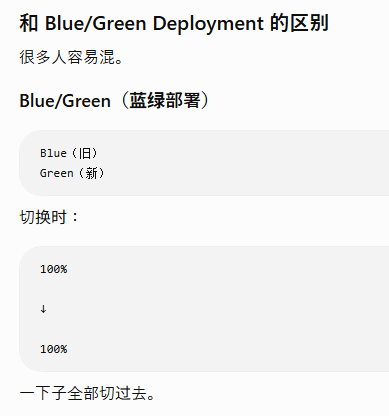 和 Blue/Green Deployment 的区别
很多人容易混。
Blue/Green（蓝绿部署）
Blue（旧）
Green（新）
切换时：
100%
↓
100%
一下子全部切过去。